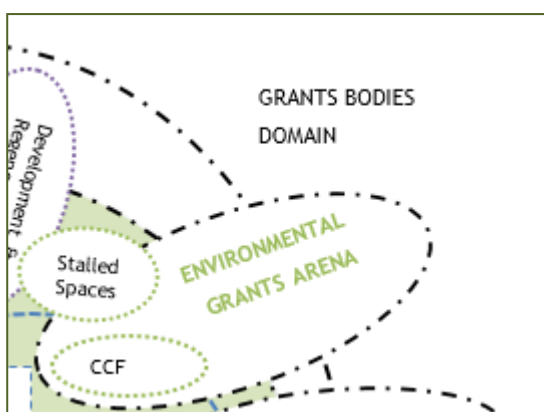 GRANTS BODIES
DOMAIN
Development &
ENVIRONMENTAL
GRANTS ARENA
Stalled
Spaces
CCF